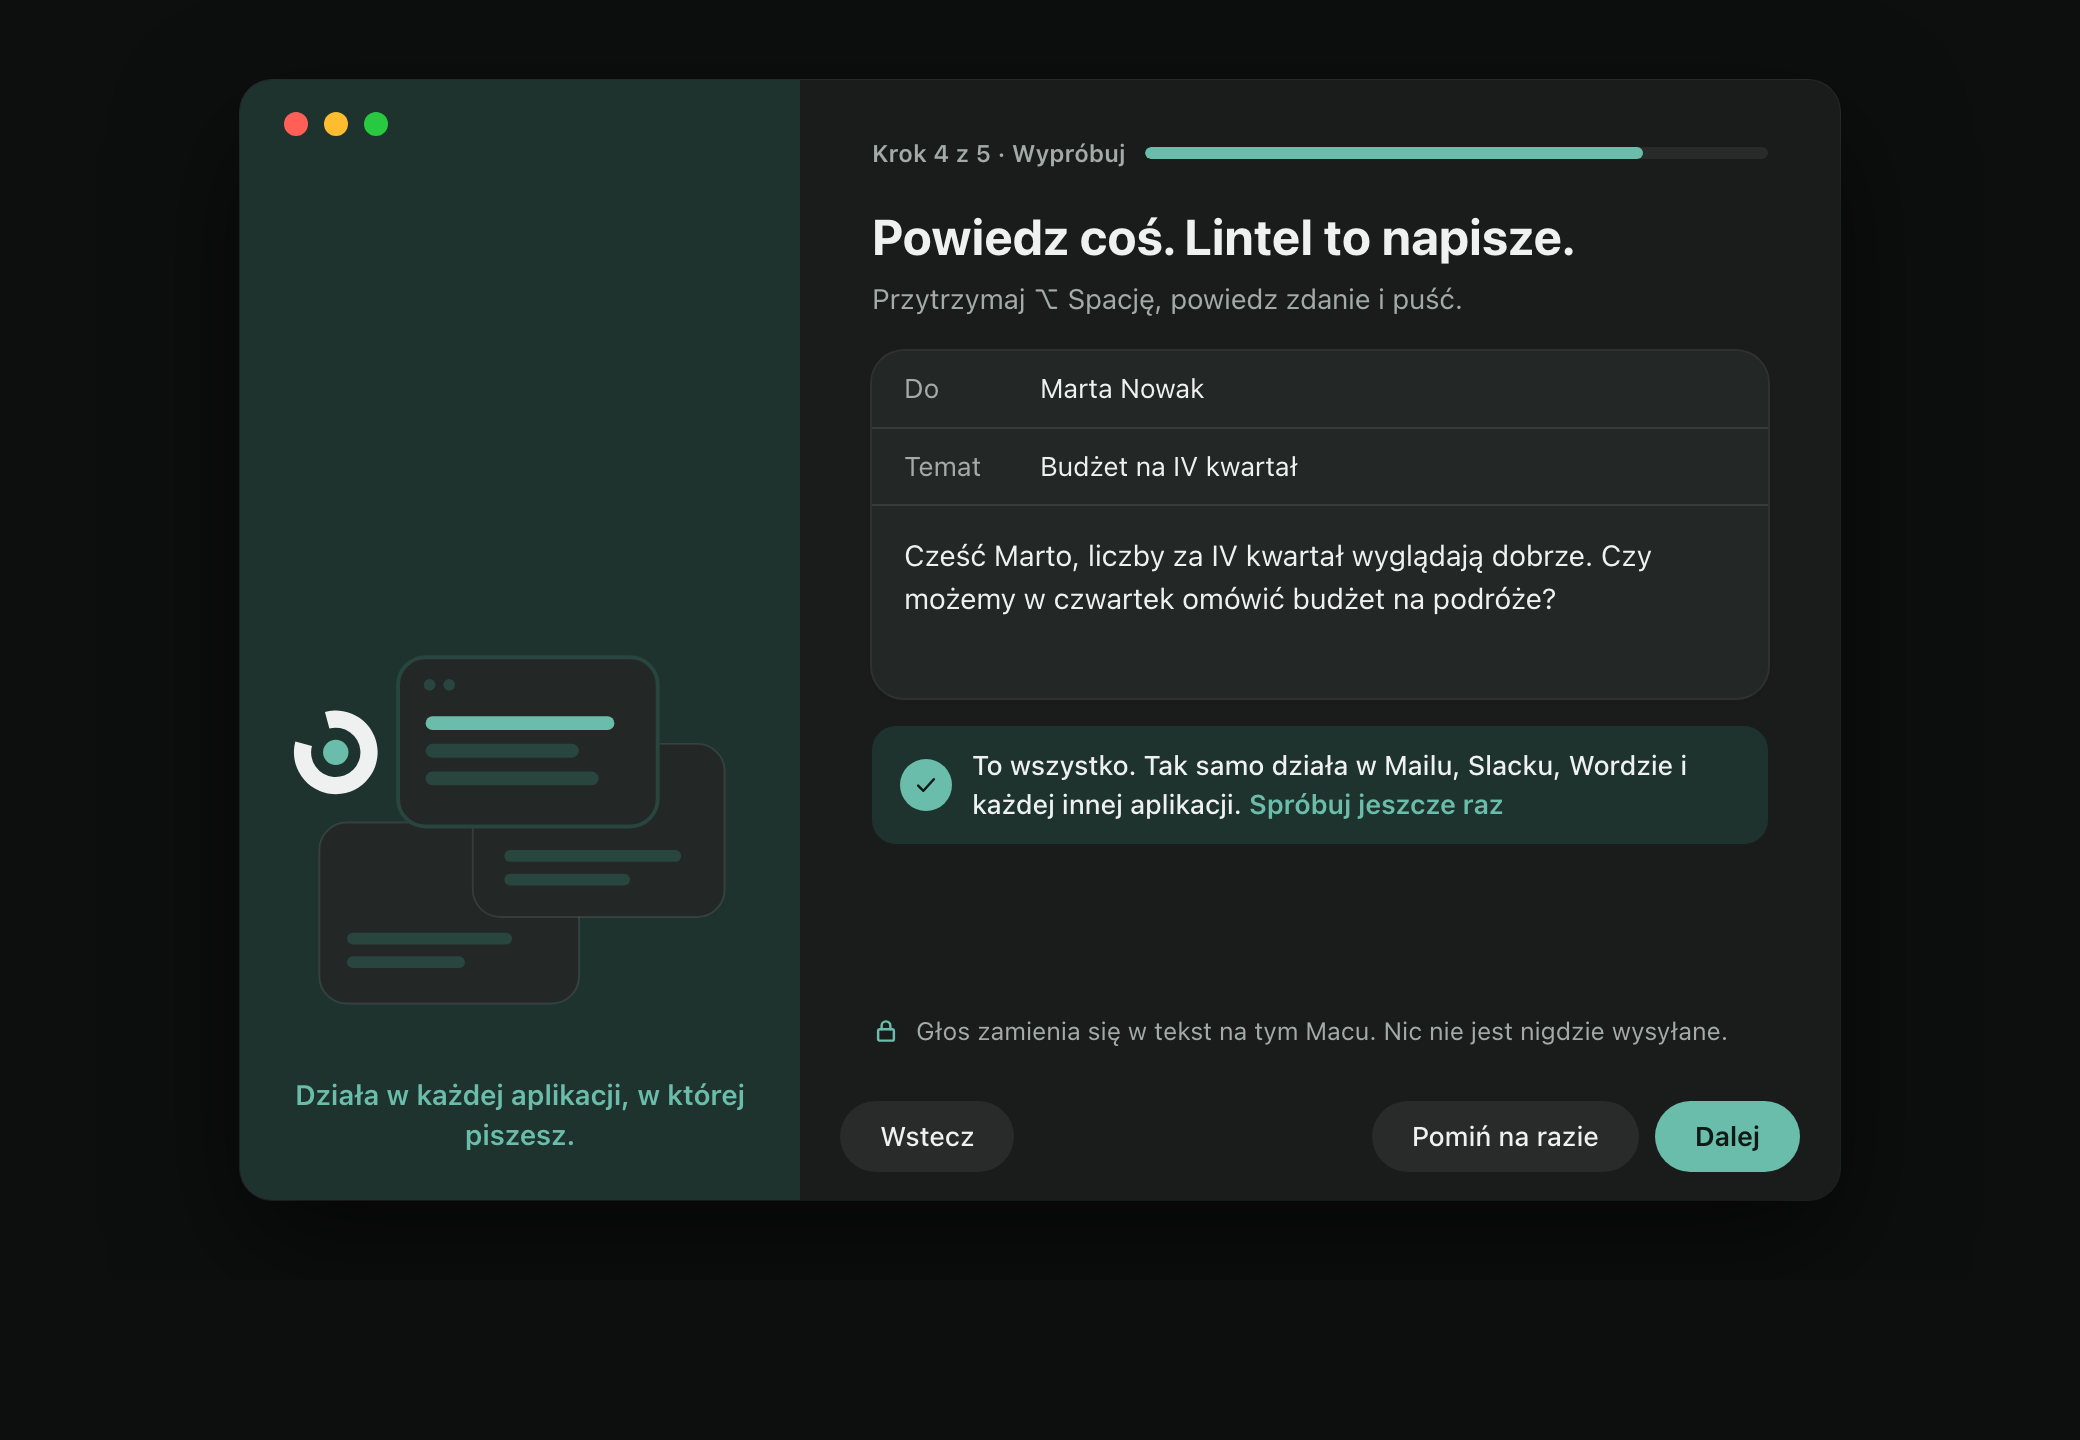 Krok 4 z 5 · Wypróbuj
Powiedz coś. Lintel to napisze.
Przytrzymaj ⌥ Spację, powiedz zdanie i puść.
Do Marta Nowak
Temat Budżet na IV kwartał
Cześć Marto, liczby za IV kwartał wyglądają dobrze. Czy
możemy w czwartek omówić budżet na podróże?
To wszystko. Tak samo działa w Mailu, Slacku, Wordzie i
każdej innej aplikacji. Spróbuj jeszcze raz
Głos zamienia się w tekst na tym Macu. Nic nie jest nigdzie wysyłane.
Działa w każdej aplikacji, w której
piszesz.
Wstecz
Pomiń na razie
Dalej